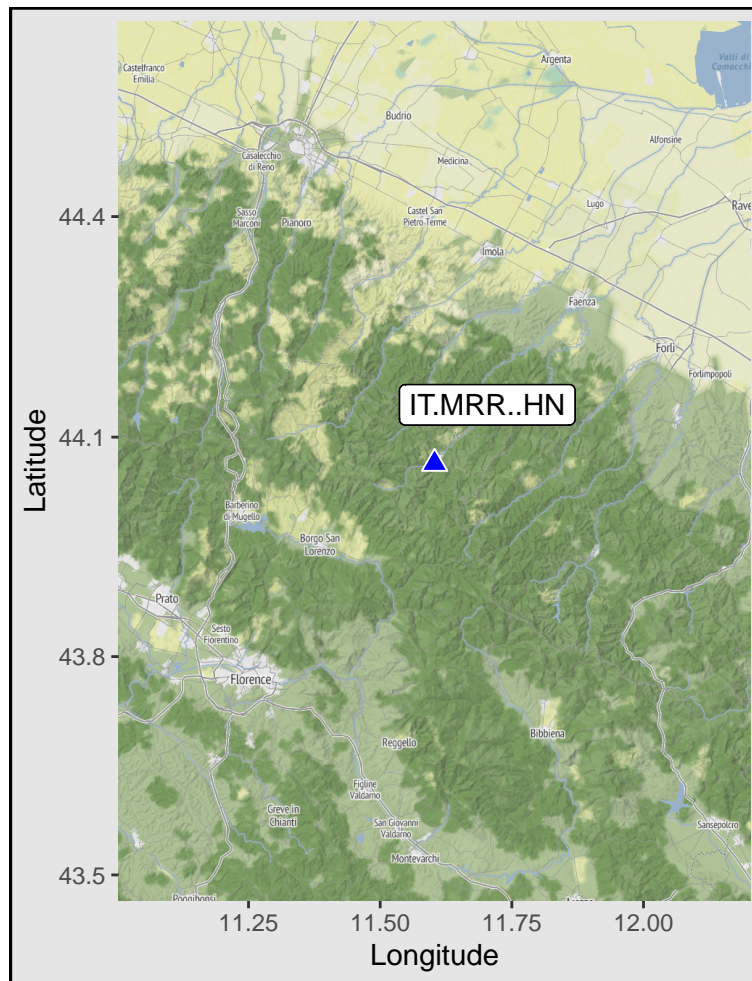 Argenta
Valli di
Comacchi
Castelfranco
Emilia
Budrio
Alfonsine
Casalecchio
di Reno
Medicina
Lugo
Rave
44.4
Sasso
Marconi
Pianoro
Castel San
Pietro Terme
Imola
Faenza
Forlì
Forlimpopoli
IT.MRR..HN
44.1
Latitude
Barberino
di Mugello
Borgo San
Lorenzo
Prato
Sesto
Fiorentino
43.8
Florence
Reggello
Bibbiena
Figline
Valdarno
Greve in
Chianti
San Giovanni
Valdarno
Sansepolcro
Montevarchi
43.5
Poggibonsi
11.25
11.50
11.75
12.00
Longitude